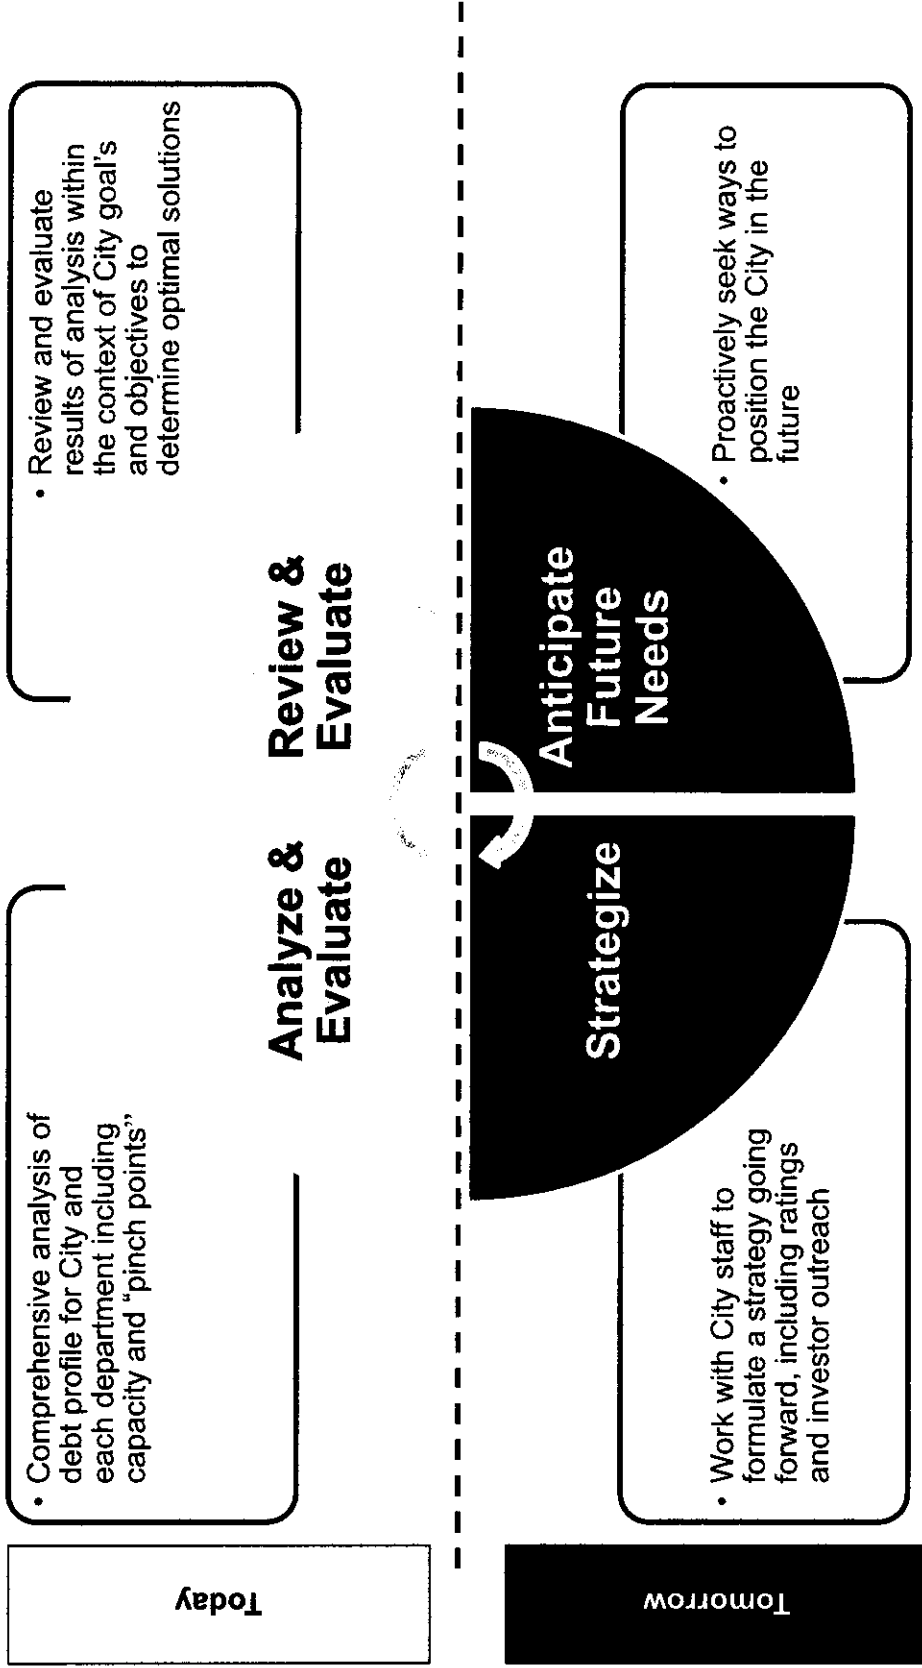 Today
• Comprehensive analysis of
debt profile for City and
each department including
capacity and “pinch points”
• Review and evaluate
results of analysis within
the context of City goal's
and objectives to
determine optimal solutions
Analyze &
Evaluate
Review &
Evaluate
Tomorrow
Strategize
Anticipate
Future
Needs
• Work with City staff to
formulate a strategy going
forward, including ratings
and investor outreach
• Proactively seek ways to
position the City in the
future